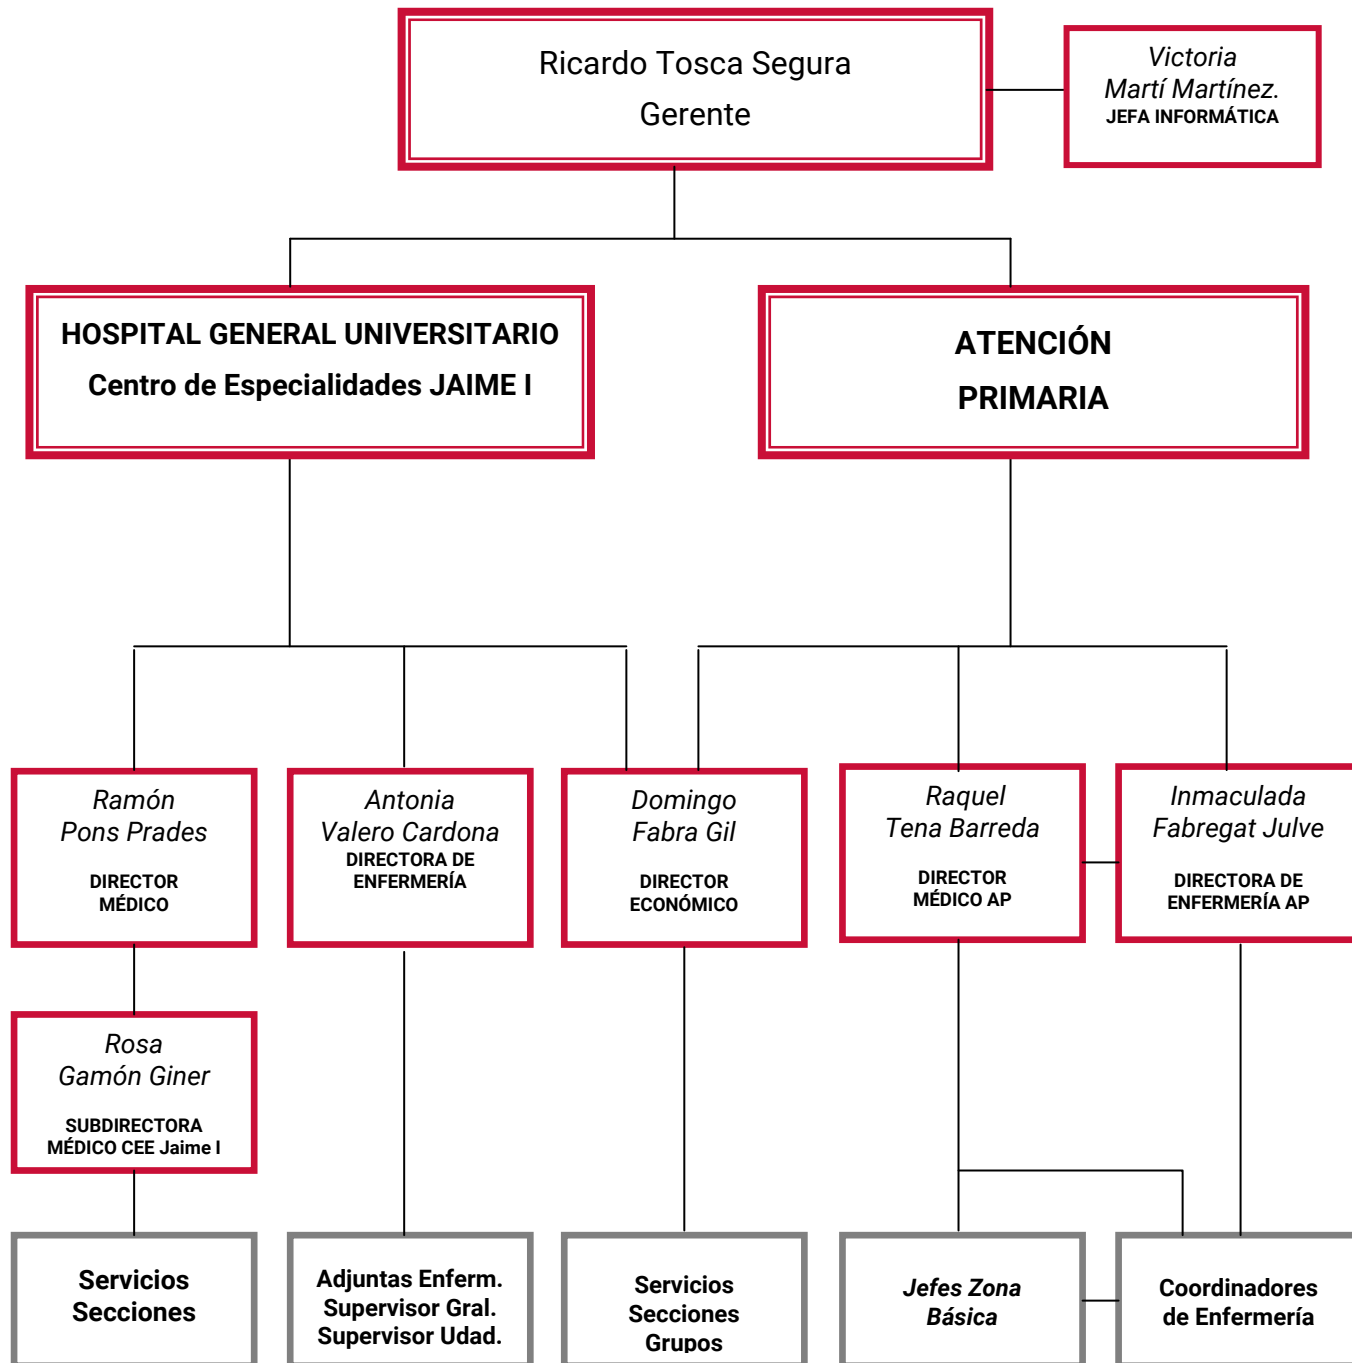 Ricardo Tosca Segura
Gerente
Victoria
Martí Martínez.
JEFA INFORMÁTICA
HOSPITAL GENERAL UNIVERSITARIO
Centro de Especialidades JAIME I
ATENCIÓN
PRIMARIA
Ramón
Pons Prades
DIRECTOR
MÉDICO
Antonia
Valero Cardona
DIRECTORA DE
ENFERMERÍA
Domingo
Fabra Gil
DIRECTOR
ECONÓMICO
Raquel
Tena Barreda
DIRECTOR
MÉDICO AP
Inmaculada
Fabregat Julve
DIRECTORA DE
ENFERMERÍA AP
Rosa
Gamón Giner
SUBDIRECTORA
MÉDICO CEE Jaime I
Servicios
Secciones
Adjuntas Enferm.
Supervisor Gral.
Supervisor Udad.
Servicios
Secciones
Grupos
Jefes Zona
Básica
Coordinadores
de Enfermería